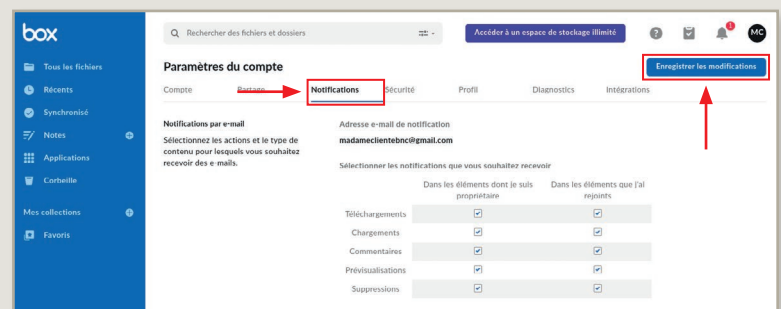 box
Rechercher des fichiers et dossiers
Accéder à un espace de stockage illimité
1
MC
Tous les fichiers
Récents
Synchronisé
Notes
Applications
Corbeille
Mes collections
Favoris
Paramètres du compte
Enregistrer les modifications
Compte
Partage
Notifications
Sécurité
Profil
Diagnostics
Intégrations
Notifications par e-mail
Sélectionnez les actions et le type de
contenu pour lesquels vous souhaitez
recevoir des e-mails.
Adresse e-mail de notification
madameclientebnc@gmail.com
Sélectionner les notifications que vous souhaitez recevoir
Dans les éléments dont je suis
propriétaire
Dans les éléments que j'ai
rejoints
Téléchargements
Chargements
Commentaires
Prévisualisations
Suppressions